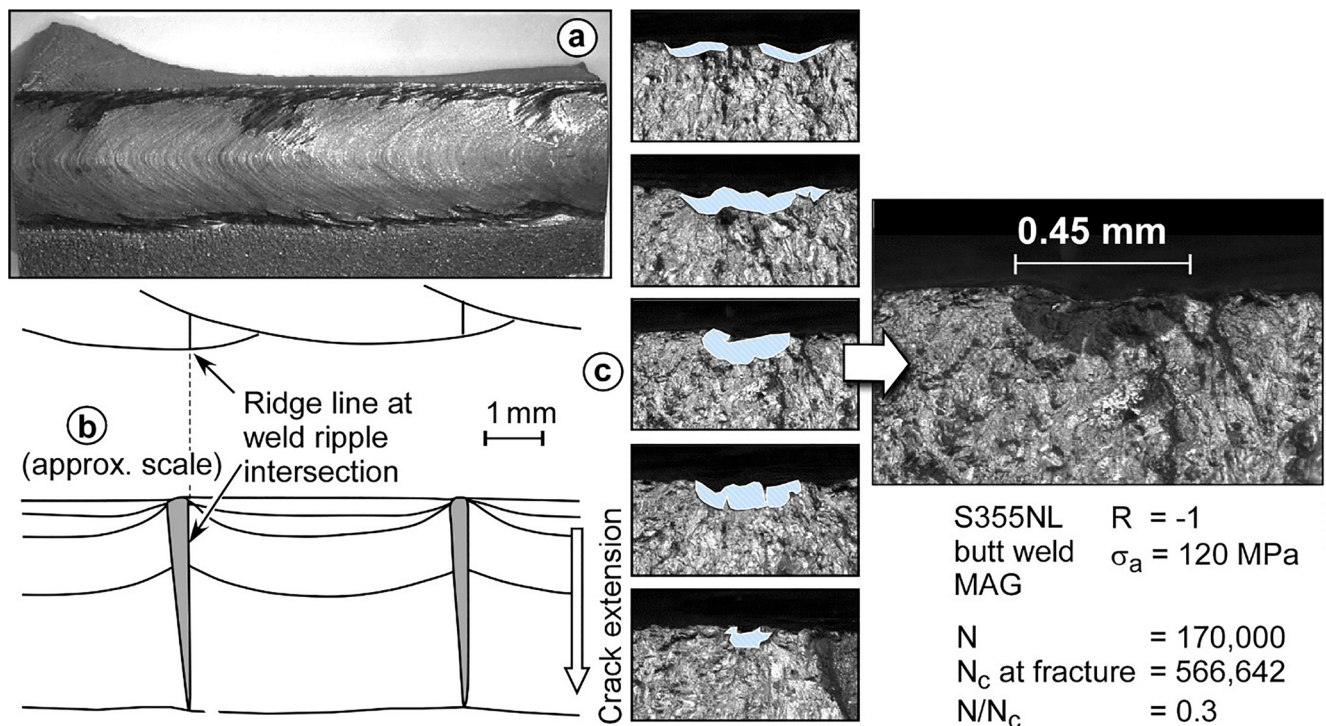 a
b
(approx. scale)
Ridge line at
weld ripple
intersection
1 mm
Crack extension
c
0.45 mm
S355NL R = -1
butt weld σa = 120 MPa
MAG
N = 170,000
Nc at fracture = 566,642
N/Nc = 0.3